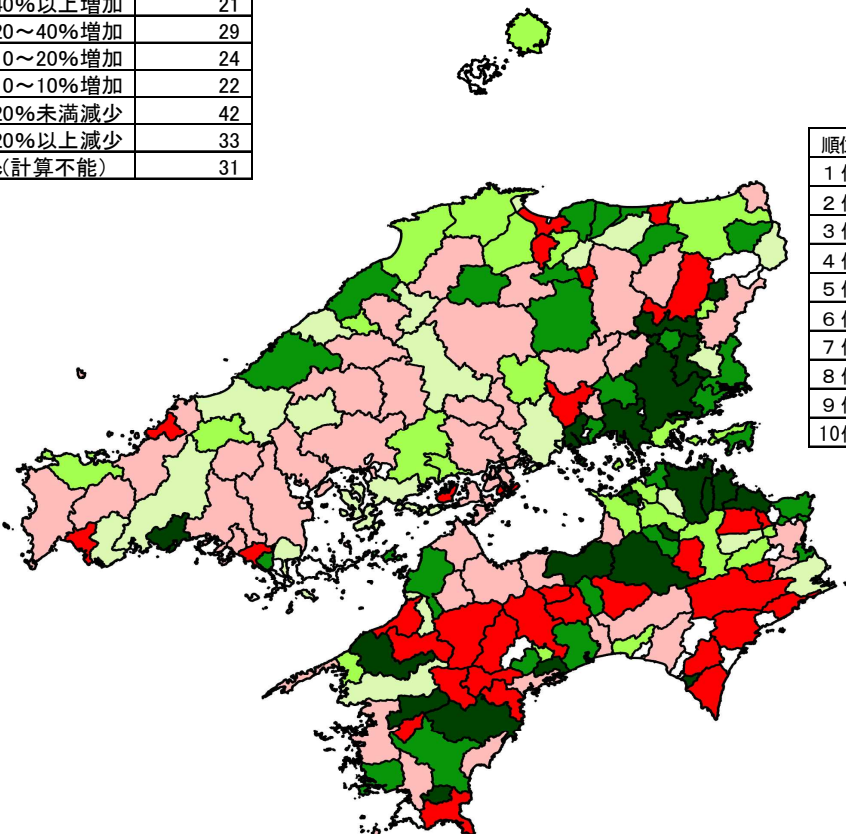 40%以上増加 21
20～40%増加 29
10～20%増加 24
0～10%増加 22
20%未満減少 42
20%以上減少 33
(計算不能) 31
順位
1位
2位
3位
4位
5位
6位
7位
8位
9位
10位